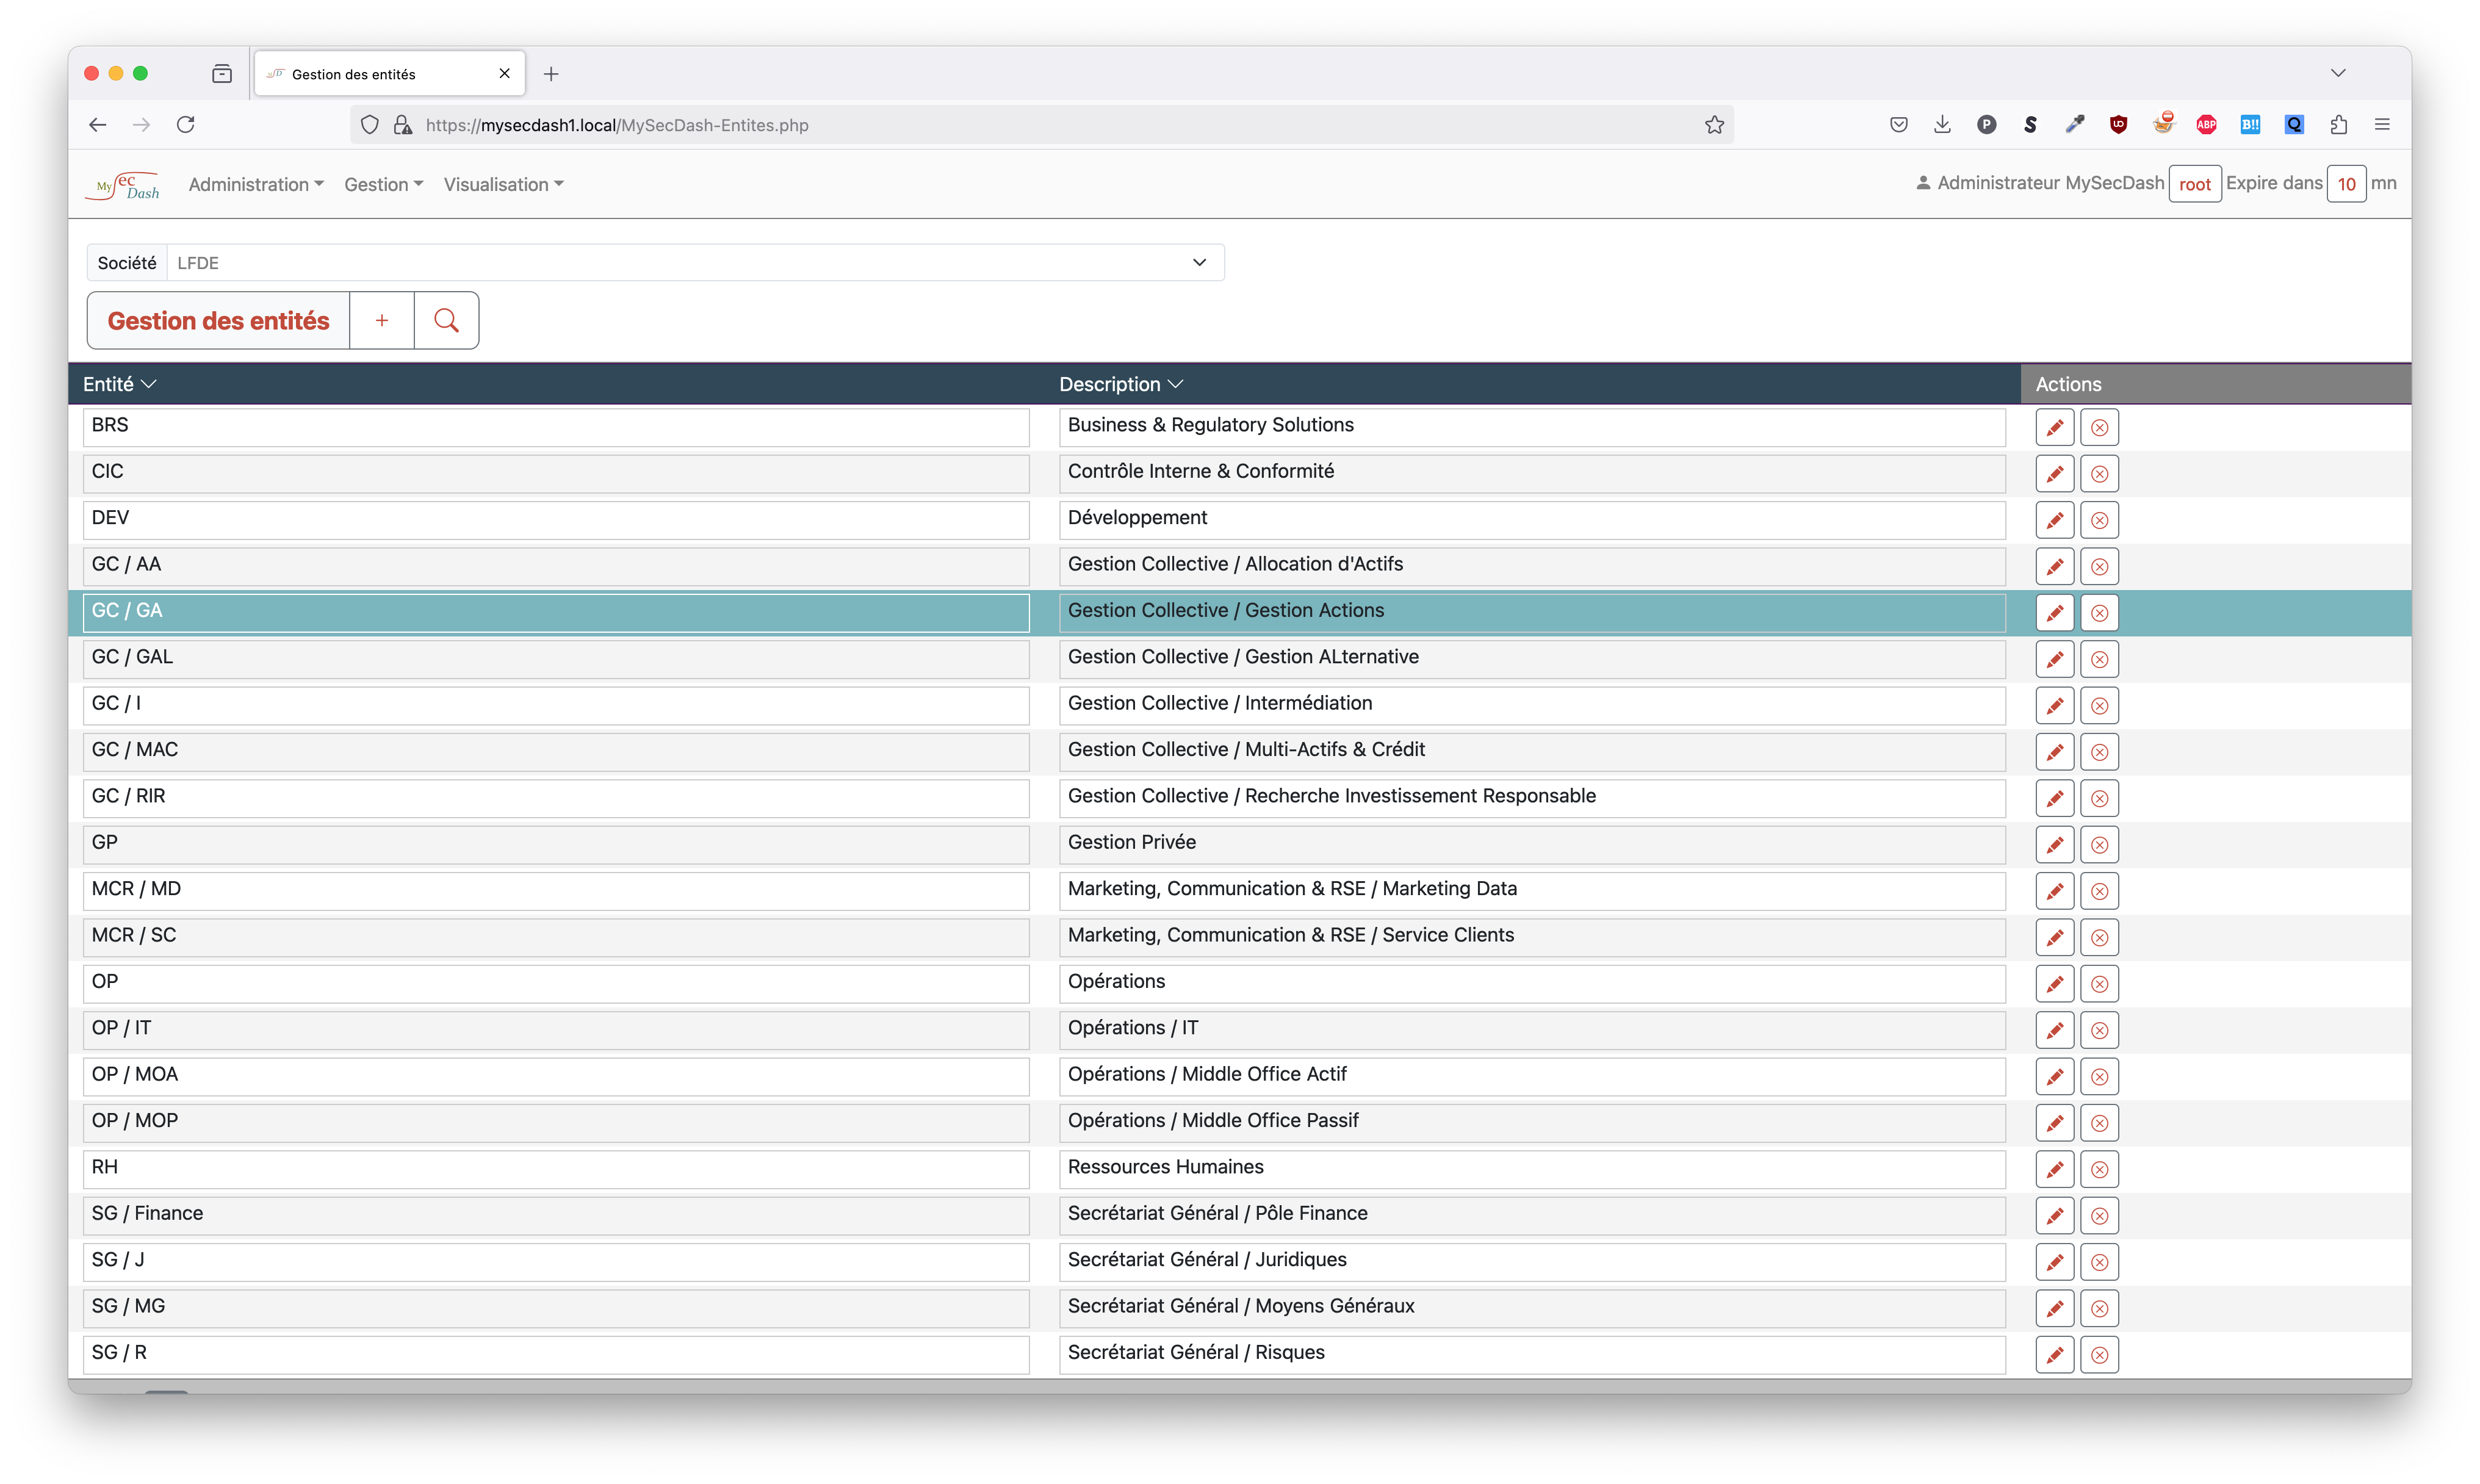 Gestion des entités
https://mysecdash1.local/MySecDash-Entites.php
My Sec Dash Administration Gestion Visualisation Administrateur MySecDash root Expire dans 10 mn
Société LFDE
Gestion des entités +
Entité Description Actions
BRS Business & Regulatory Solutions
CIC Contrôle Interne & Conformité
DEV Développement
GC / AA Gestion Collective / Allocation d'Actifs
GC / GA Gestion Collective / Gestion Actions
GC / GAL Gestion Collective / Gestion ALternative
GC / I Gestion Collective / Intermédiation
GC / MAC Gestion Collective / Multi-Actifs & Crédit
GC / RIR Gestion Collective / Recherche Investissement Responsable
GP Gestion Privée
MCR / MD Marketing, Communication & RSE / Marketing Data
MCR / SC Marketing, Communication & RSE / Service Clients
OP Opérations
OP / IT Opérations / IT
OP / MOA Opérations / Middle Office Actif
OP / MOP Opérations / Middle Office Passif
RH Ressources Humaines
SG / Finance Secrétariat Général / Pôle Finance
SG / J Secrétariat Général / Juridiques
SG / MG Secrétariat Général / Moyens Généraux
SG / R Secrétariat Général / Risques